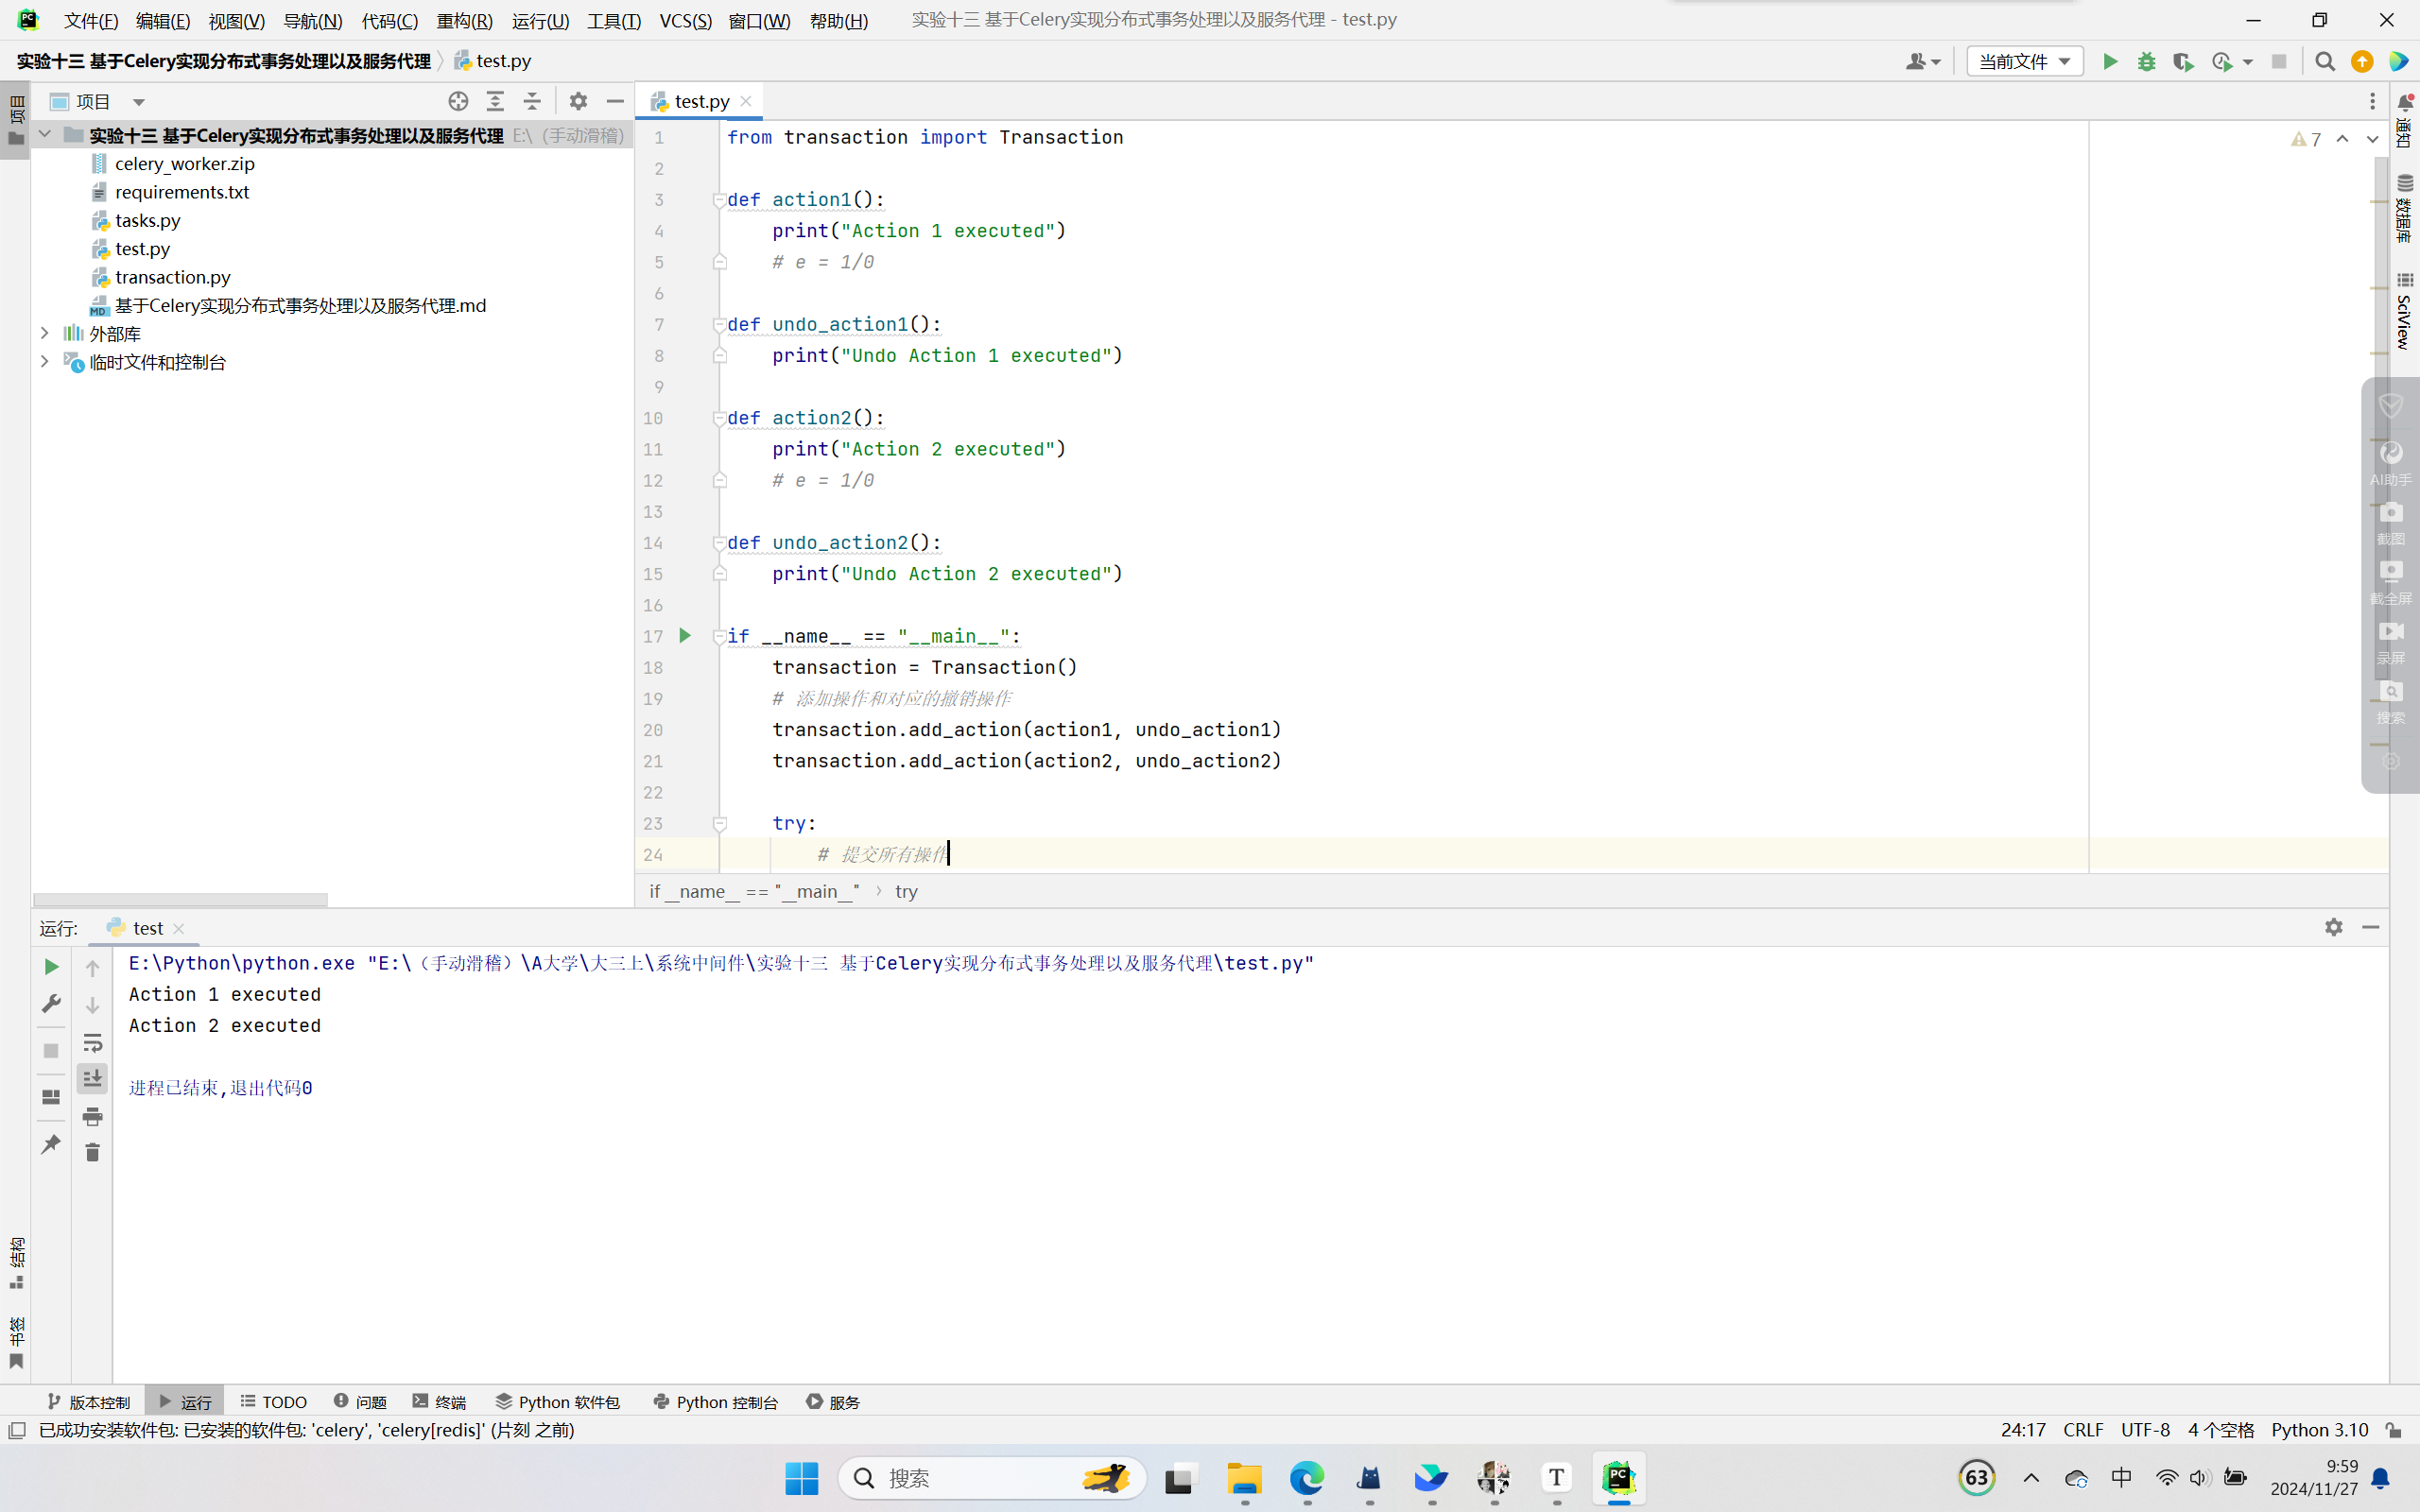 文件(F) 编辑(E) 视图(V) 导航(N) 代码(C) 重构(R) 运行(U) 工具(T) VCS(S) 窗口(W) 帮助(H) 实验十三 基于Celery实现分布式事务处理以及服务代理 - test.py
实验十三 基于Celery实现分布式事务处理以及服务代理 test.py
当前文件
项目
项目
test.py
通知
数据库
SciView
实验十三 基于Celery实现分布式事务处理以及服务代理 E:\（手动滑稽）
celery_worker.zip
requirements.txt
tasks.py
test.py
transaction.py
基于Celery实现分布式事务处理以及服务代理.md
外部库
临时文件和控制台
7
1 from transaction import Transaction
2
3 def action1():
4 print("Action 1 executed")
5 # e = 1/0
6
7 def undo_action1():
8 print("Undo Action 1 executed")
9
10 def action2():
11 print("Action 2 executed")
12 # e = 1/0
13
14 def undo_action2():
15 print("Undo Action 2 executed")
16
17 if __name__ == "__main__":
18 transaction = Transaction()
19 # 添加操作和对应的撤销操作
20 transaction.add_action(action1, undo_action1)
21 transaction.add_action(action2, undo_action2)
22
23 try:
24 # 提交所有操作
if __name__ == "__main__" › try
AI助手
截图
截全屏
录屏
搜索
运行: test
E:\Python\python.exe "E:\（手动滑稽）\A大学\大三上\系统中间件\实验十三 基于Celery实现分布式事务处理以及服务代理\test.py"
Action 1 executed
Action 2 executed
进程已结束,退出代码0
结构
书签
版本控制 运行 TODO 问题 终端 Python 软件包 Python 控制台 服务
已成功安装软件包: 已安装的软件包: 'celery', 'celery[redis]' (片刻 之前) 24:17 CRLF UTF-8 4 个空格 Python 3.10
搜索
63
中
9:59
2024/11/27